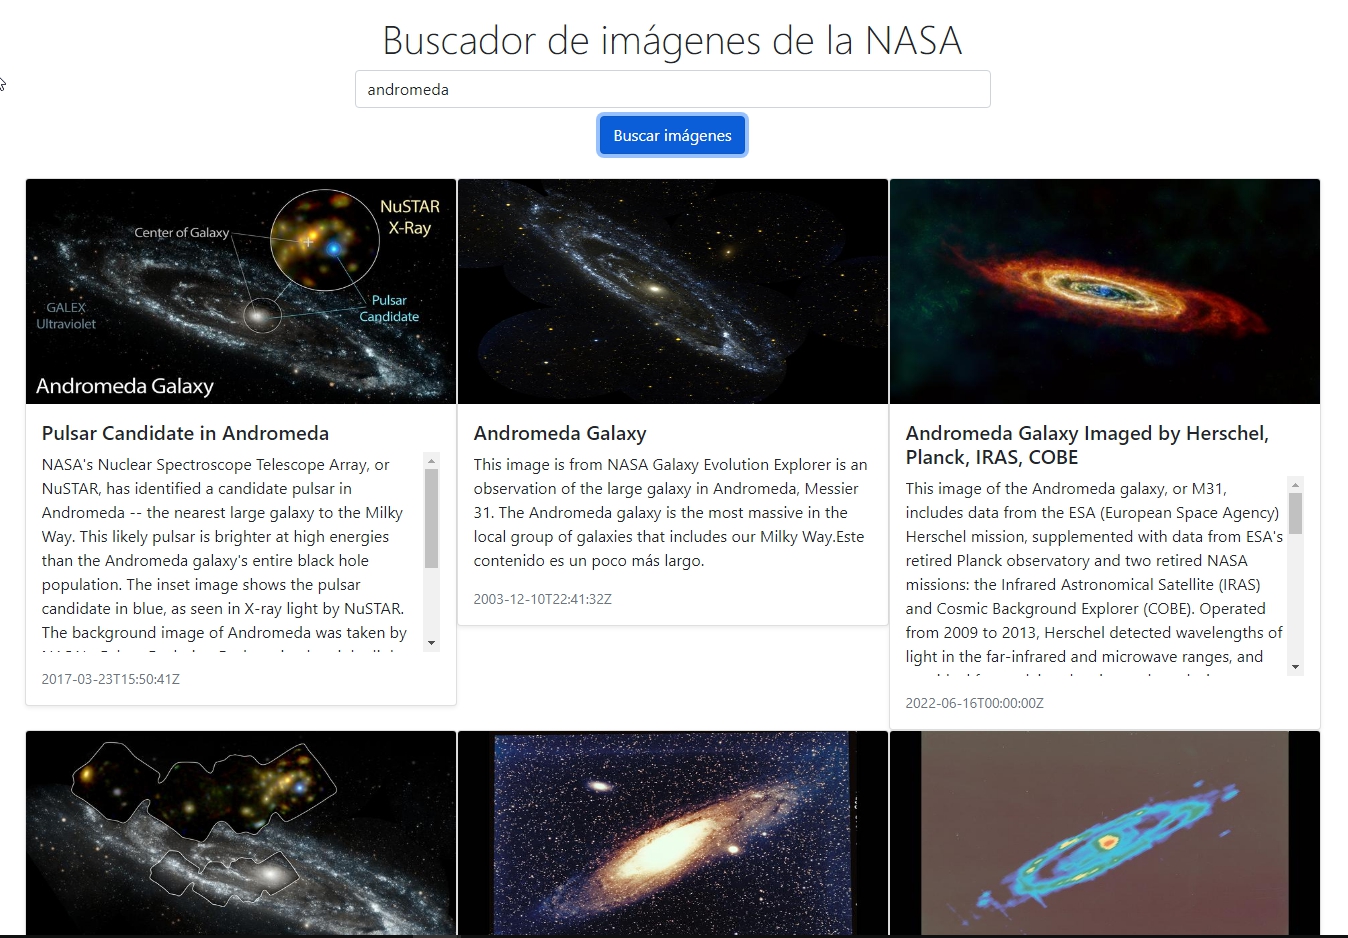 Buscador de imágenes de la NASA
andromeda
Buscar imágenes
NuSTAR
X-Ray
Center of Galaxy
GALEX
Ultraviolet
Pulsar
Candidate
Andromeda Galaxy
Pulsar Candidate in Andromeda
NASA's Nuclear Spectroscope Telescope Array, or
NuSTAR, has identified a candidate pulsar in
Andromeda -- the nearest large galaxy to the Milky
Way. This likely pulsar is brighter at high energies
than the Andromeda galaxy's entire black hole
population. The inset image shows the pulsar
candidate in blue, as seen in X-ray light by NuSTAR.
The background image of Andromeda was taken by
2017-03-23T15:50:41Z
Andromeda Galaxy
This image is from NASA Galaxy Evolution Explorer is an
observation of the large galaxy in Andromeda, Messier
31. The Andromeda galaxy is the most massive in the
local group of galaxies that includes our Milky Way.Este
contenido es un poco más largo.
2003-12-10T22:41:32Z
Andromeda Galaxy Imaged by Herschel,
Planck, IRAS, COBE
This image of the Andromeda galaxy, or M31,
includes data from the ESA (European Space Agency)
Herschel mission, supplemented with data from ESA's
retired Planck observatory and two retired NASA
missions: the Infrared Astronomical Satellite (IRAS)
and Cosmic Background Explorer (COBE). Operated
from 2009 to 2013, Herschel detected wavelengths of
light in the far-infrared and microwave ranges, and
2022-06-16T00:00:00Z